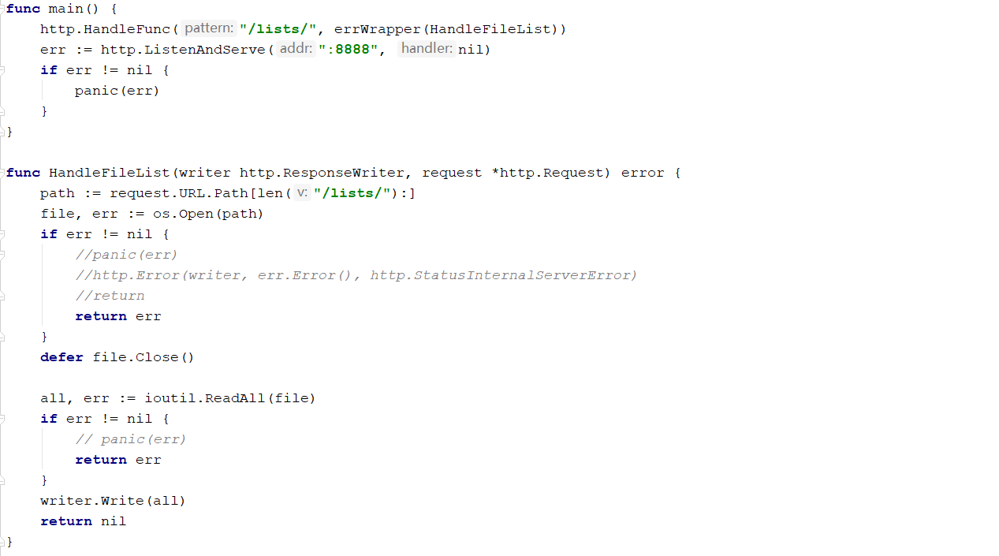 func main() {
    http.HandleFunc( pattern: "/lists/", errWrapper(HandleFileList))
    err := http.ListenAndServe( addr: ":8888",  handler: nil)
    if err != nil {
        panic(err)
    }
}

func HandleFileList(writer http.ResponseWriter, request *http.Request) error {
    path := request.URL.Path[len( v: "/lists/"):]
    file, err := os.Open(path)
    if err != nil {
        //panic(err)
        //http.Error(writer, err.Error(), http.StatusInternalServerError)
        //return
        return err
    }
    defer file.Close()

    all, err := ioutil.ReadAll(file)
    if err != nil {
        // panic(err)
        return err
    }
    writer.Write(all)
    return nil
}